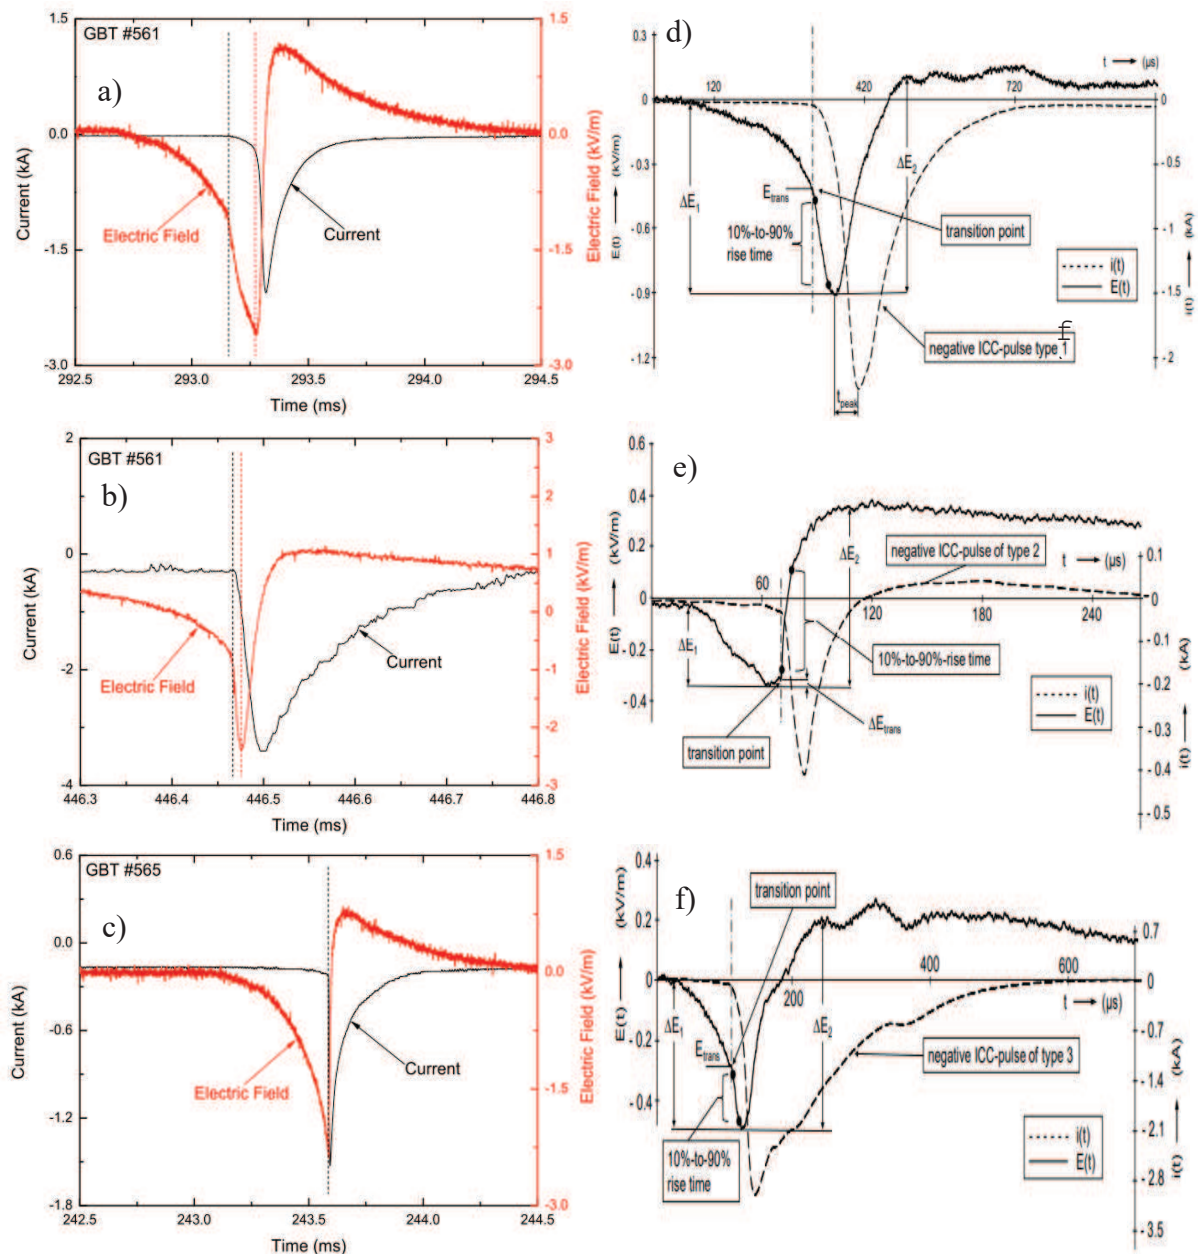 GBT #561
a)
1.5
0.0
-1.5
-3.0
Current (kA)
1.5
0.0
-1.5
-3.0
Electric Field (kV/m)
Electric Field
Current
292.5 293.0 293.5 294.0 294.5
Time (ms)
d)
t (µs)
120 420 720
0.3
0
- 0.3
- 0.6
- 0.9
- 1.2
E(t) (kV/m)
0
- 0.5
- 1
- 1.5
- 2
i(t) (kA)
ΔE1
ΔE2
Etrans
transition point
10%-to-90%
rise time
i(t)
E(t)
negative ICC-pulse type 1
f
tpeak
GBT #561
b)
2
0
-2
-4
Current (kA)
3
2
1
0
-1
-2
-3
Electric Field (kV/m)
Electric Field
Current
446.3 446.4 446.5 446.6 446.7 446.8
Time (ms)
e)
0.6
0.4
0.2
0
- 0.2
- 0.4
E(t) (kV/m)
negative ICC-pulse of type 2
t (µs)
60 120 180 240
0.1
0
- 0.1
- 0.2
- 0.3
- 0.4
- 0.5
i(t) (kA)
ΔE1
ΔE2
10%-to-90%-rise time
ΔEtrans
transition point
i(t)
E(t)
GBT #565
c)
0.6
0.0
-0.6
-1.2
-1.8
Current (kA)
1.5
0.0
-1.5
-3.0
Electric Field (kV/m)
Electric Field
Current
242.5 243.0 243.5 244.0 244.5
Time (ms)
f)
transition point
0.4
0.2
0
- 0.2
- 0.4
E(t) (kV/m)
200 400 600
t (µs)
0.7
0
- 0.7
- 1.4
- 2.1
- 2.8
- 3.5
i(t) (kA)
ΔE1
ΔE2
Etrans
negative ICC-pulse of type 3
10%-to-90%
rise time
i(t)
E(t)